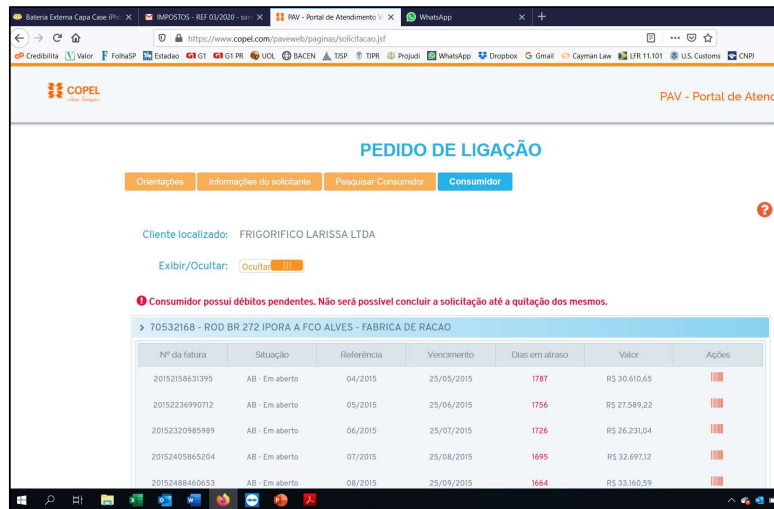 Bateria Externa Capa Case iPho
IMPOSTOS - REF 03/2020 - san
PAV - Portal de Atendimento V
WhatsApp
https://www.copel.com/paveweb/paginas/solicitacao.jsf
Credibilita Valor FolhaSP Estadao G1 G1 G1 G1 PR UOL BACEN TJSP TJPR Projudi WhatsApp Dropbox Gmail Cayman Law LFR 11.101 U.S. Customs CNPJ
COPEL
PAV - Portal de Atend
PEDIDO DE LIGAÇÃO
Orientações Informações do solicitante Pesquisar Consumidor Consumidor
Cliente localizado: FRIGORIFICO LARISSA LTDA
Exibir/Ocultar: Ocultar
Consumidor possui débitos pendentes. Não será possível concluir a solicitação até a quitação dos mesmos.
> 70532168 - ROD BR 272 IPORA A FCO ALVES - FABRICA DE RACAO
Nº da fatura Situação Referência Vencimento Dias em atraso Valor Ações
20152158631395 AB - Em aberto 04/2015 25/05/2015 1787 R$ 30.610,65
20152236990712 AB - Em aberto 05/2015 25/06/2015 1756 R$ 27.589,22
20152320985989 AB - Em aberto 06/2015 25/07/2015 1726 R$ 26.231,04
20152405865204 AB - Em aberto 07/2015 25/08/2015 1695 R$ 32.697,12
20152488460653 AB - Em aberto 08/2015 25/09/2015 1664 R$ 33.160,59